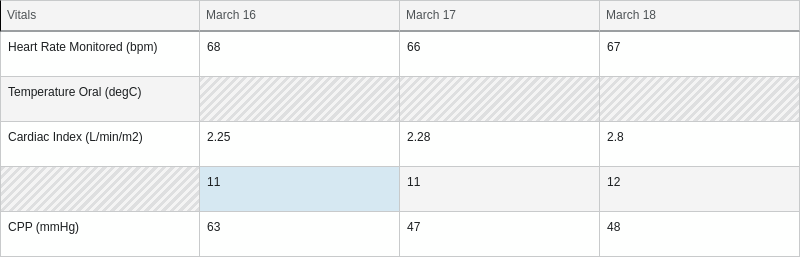 Vitals March 16 March 17 March 18
Heart Rate Monitored (bpm) 68 66 67
Temperature Oral (degC)
Cardiac Index (L/min/m2) 2.25 2.28 2.8
11 11 12
CPP (mmHg) 63 47 48